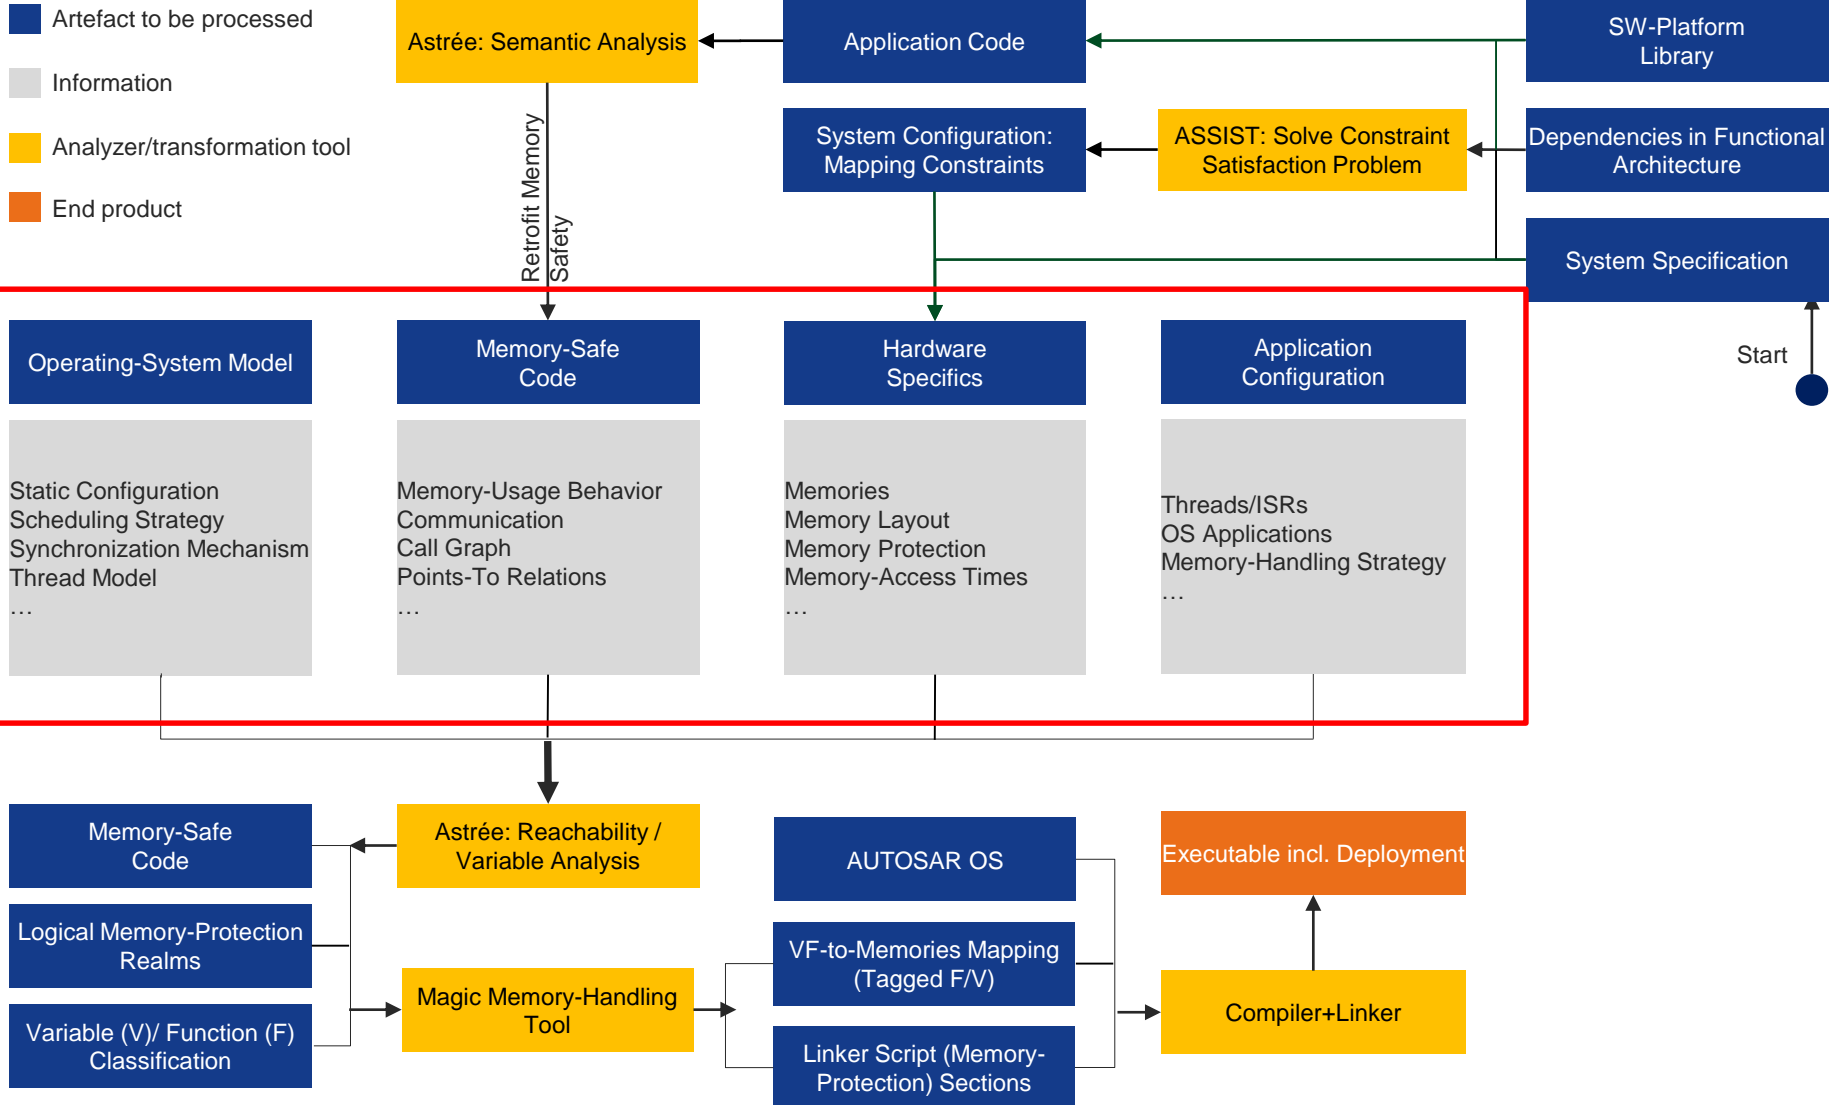 Artefact to be processed
Information
Analyzer/transformation tool
End product
Astrée: Semantic Analysis
Application Code
SW-Platform
Library
System Configuration:
Mapping Constraints
ASSIST: Solve Constraint
Satisfaction Problem
Dependencies in Functional
Architecture
System Specification
Retrofit Memory
Safety
Start
Operating-System Model
Memory-Safe
Code
Hardware
Specifics
Application
Configuration
Static Configuration
Scheduling Strategy
Synchronization Mechanism
Thread Model
…
Memory-Usage Behavior
Communication
Call Graph
Points-To Relations
…
Memories
Memory Layout
Memory Protection
Memory-Access Times
…
Threads/ISRs
OS Applications
Memory-Handling Strategy
…
Memory-Safe
Code
Astrée: Reachability /
Variable Analysis
AUTOSAR OS
Executable incl. Deployment
Logical Memory-Protection
Realms
VF-to-Memories Mapping
(Tagged F/V)
Magic Memory-Handling
Tool
Compiler+Linker
Variable (V)/ Function (F)
Classification
Linker Script (Memory-
Protection) Sections